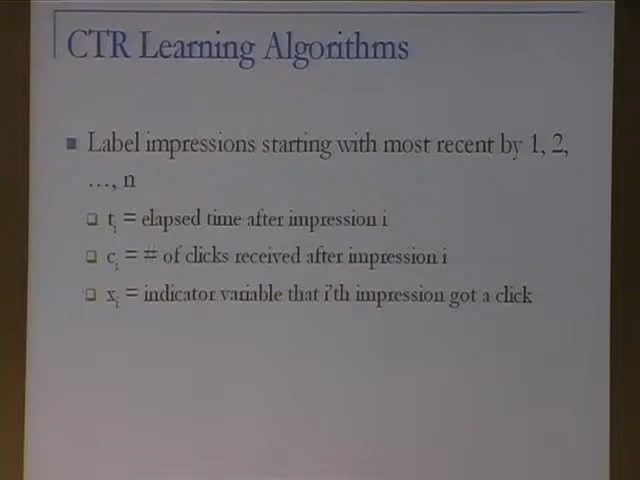 CTR Learning Algorithms
Label impressions starting with most recent by 1, 2,
…, n
tᵢ = elapsed time after impression i
cᵢ = # of clicks received after impression i
xᵢ = indicator variable that i'th impression got a click